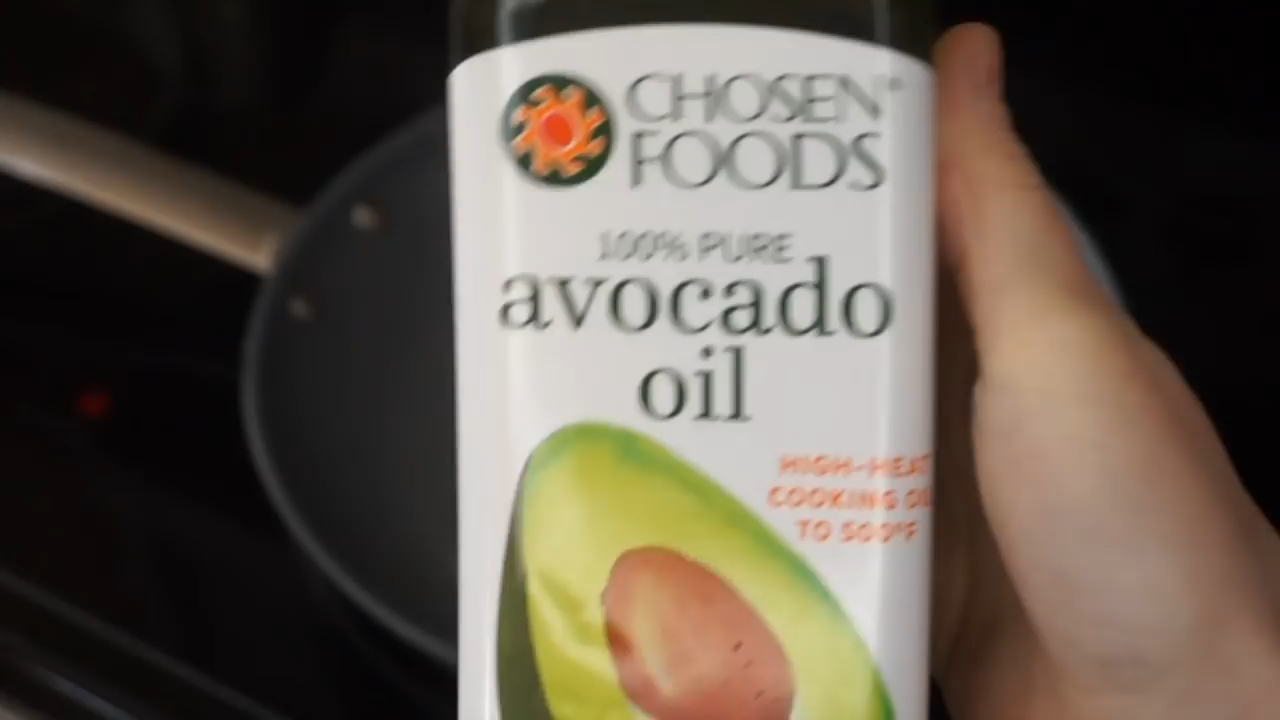 CHOSEN
FOODS
100% PURE
avocado
oil
HIGH-HEAT
COOKING OIL
TO 500°F